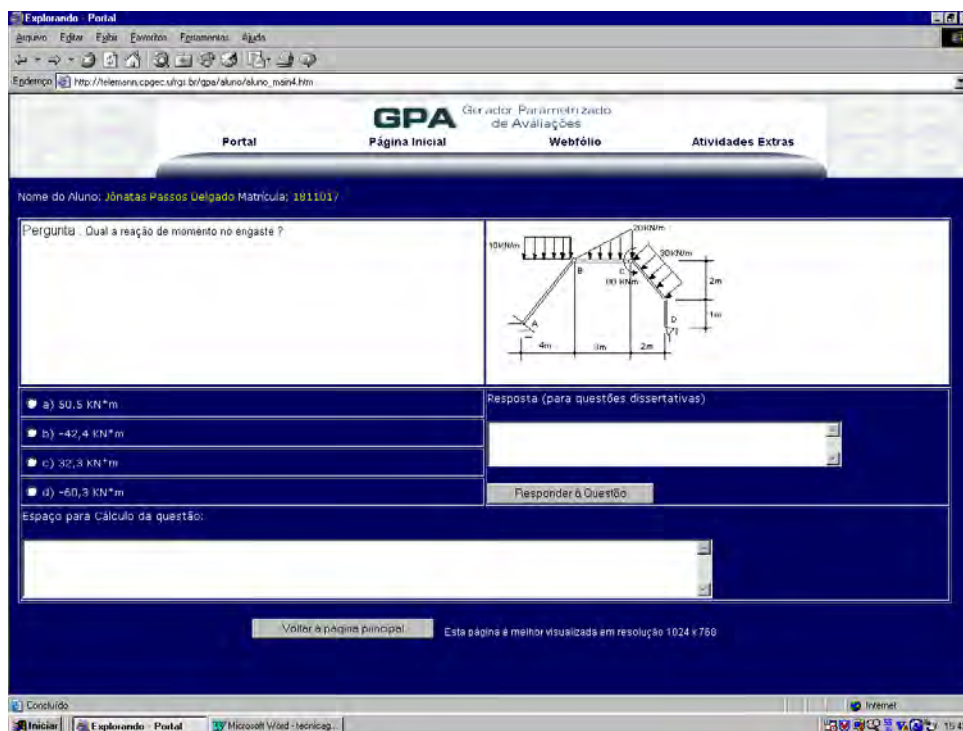 Explorando - Portal
Arquivo Editar Exibir Favoritos Ferramentas Ajuda
Endereço http://telemann.cpgec.ufrgs.br/gpa/aluno/aluno_main4.htm
GPA Gerador Parametrizado
de Avaliações
Portal Página Inicial Webfólio Atividades Extras
Nome do Aluno: Jônatas Passos Delgado Matrícula: 1811017
Pergunta : Qual a reação de momento no engaste ?
20KN/m
10KN/m
30KN/m
B
C
KNm
2m
A
D
1m
4m
2m
a) 50.5 KN*m
b) -42,4 KN*m
c) 32,3 KN*m
d) -60,3 KN*m
Resposta (para questões dissertativas)
Responder à Questão
Espaço para Cálculo da questão:
Voltar a página principal
Esta página é melhor visualizada em resolução 1024 x 760
Concluído
Internet
Iniciar
Explorando - Portal
Microsoft Word -